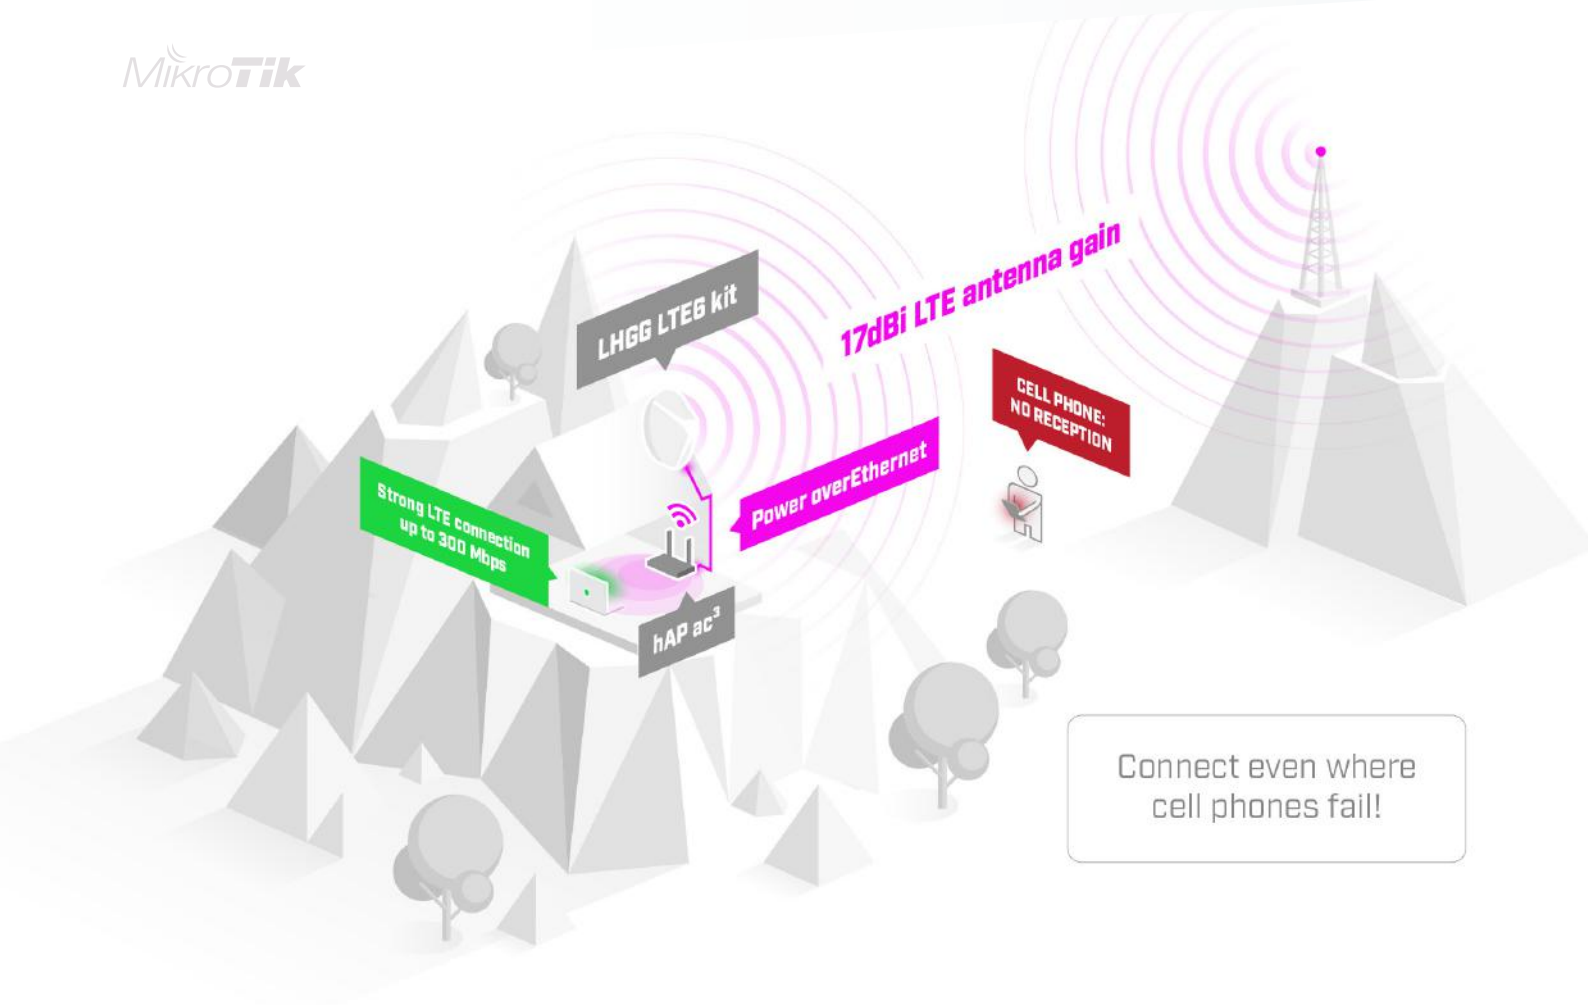 MikroTik
17dBi LTE antenna gain
LHGG LTE6 kit
CELL PHONE:
NO RECEPTION
Power overEthernet
Strong LTE connection
up to 300 Mbps
hAP ac³
Connect even where
cell phones fail!